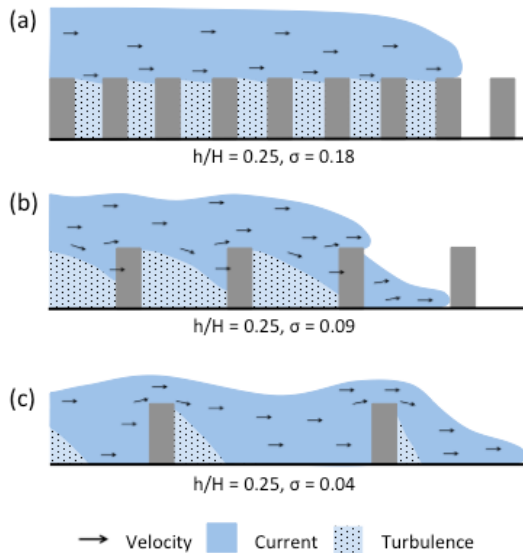 (a)
h/H = 0.25, σ = 0.18
(b)
h/H = 0.25, σ = 0.09
(c)
h/H = 0.25, σ = 0.04
Velocity Current Turbulence